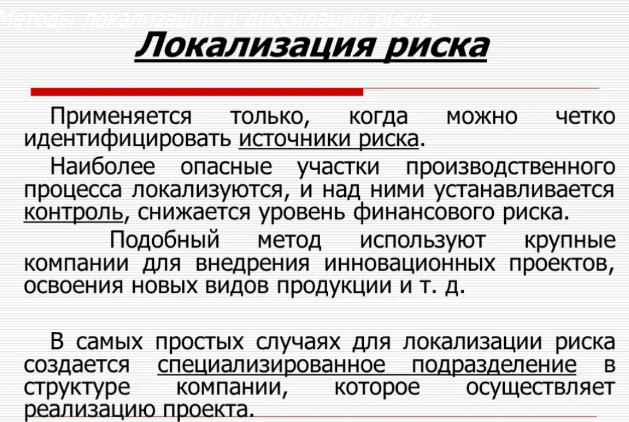 Методы локализации и диссипации риска
Локализация риска
Применяется только, когда можно четко
идентифицировать источники риска.
Наиболее опасные участки производственного
процесса локализуются, и над ними устанавливается
контроль, снижается уровень финансового риска.
Подобный метод используют крупные
компании для внедрения инновационных проектов,
освоения новых видов продукции и т. д.
В самых простых случаях для локализации риска
создается специализированное подразделение в
структуре компании, которое осуществляет
реализацию проекта.